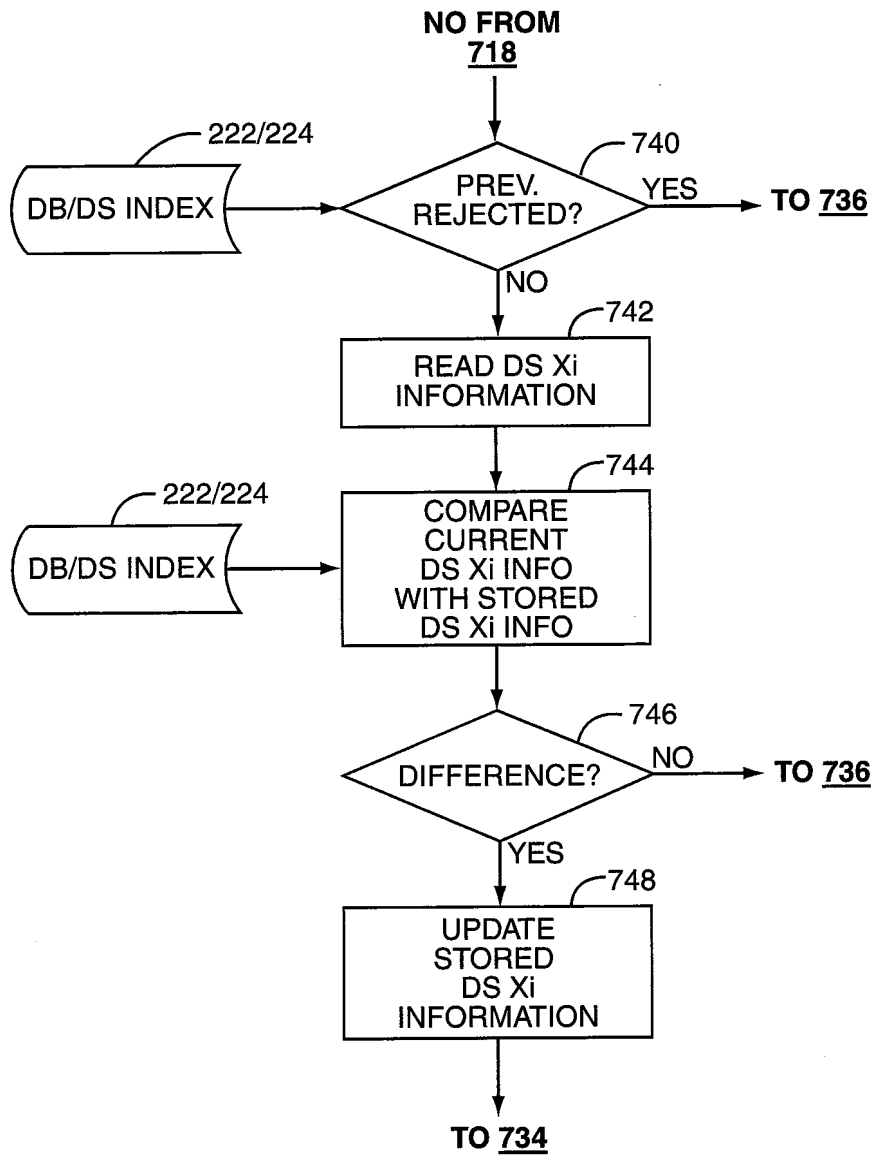 NO FROM
718
222/224
740
DB/DS INDEX
PREV.
REJECTED?
YES
TO 736
NO
742
READ DS Xi
INFORMATION
744
222/224
DB/DS INDEX
COMPARE
CURRENT
DS Xi INFO
WITH STORED
DS Xi INFO
746
DIFFERENCE?
NO
TO 736
YES
748
UPDATE
STORED
DS Xi
INFORMATION
TO 734